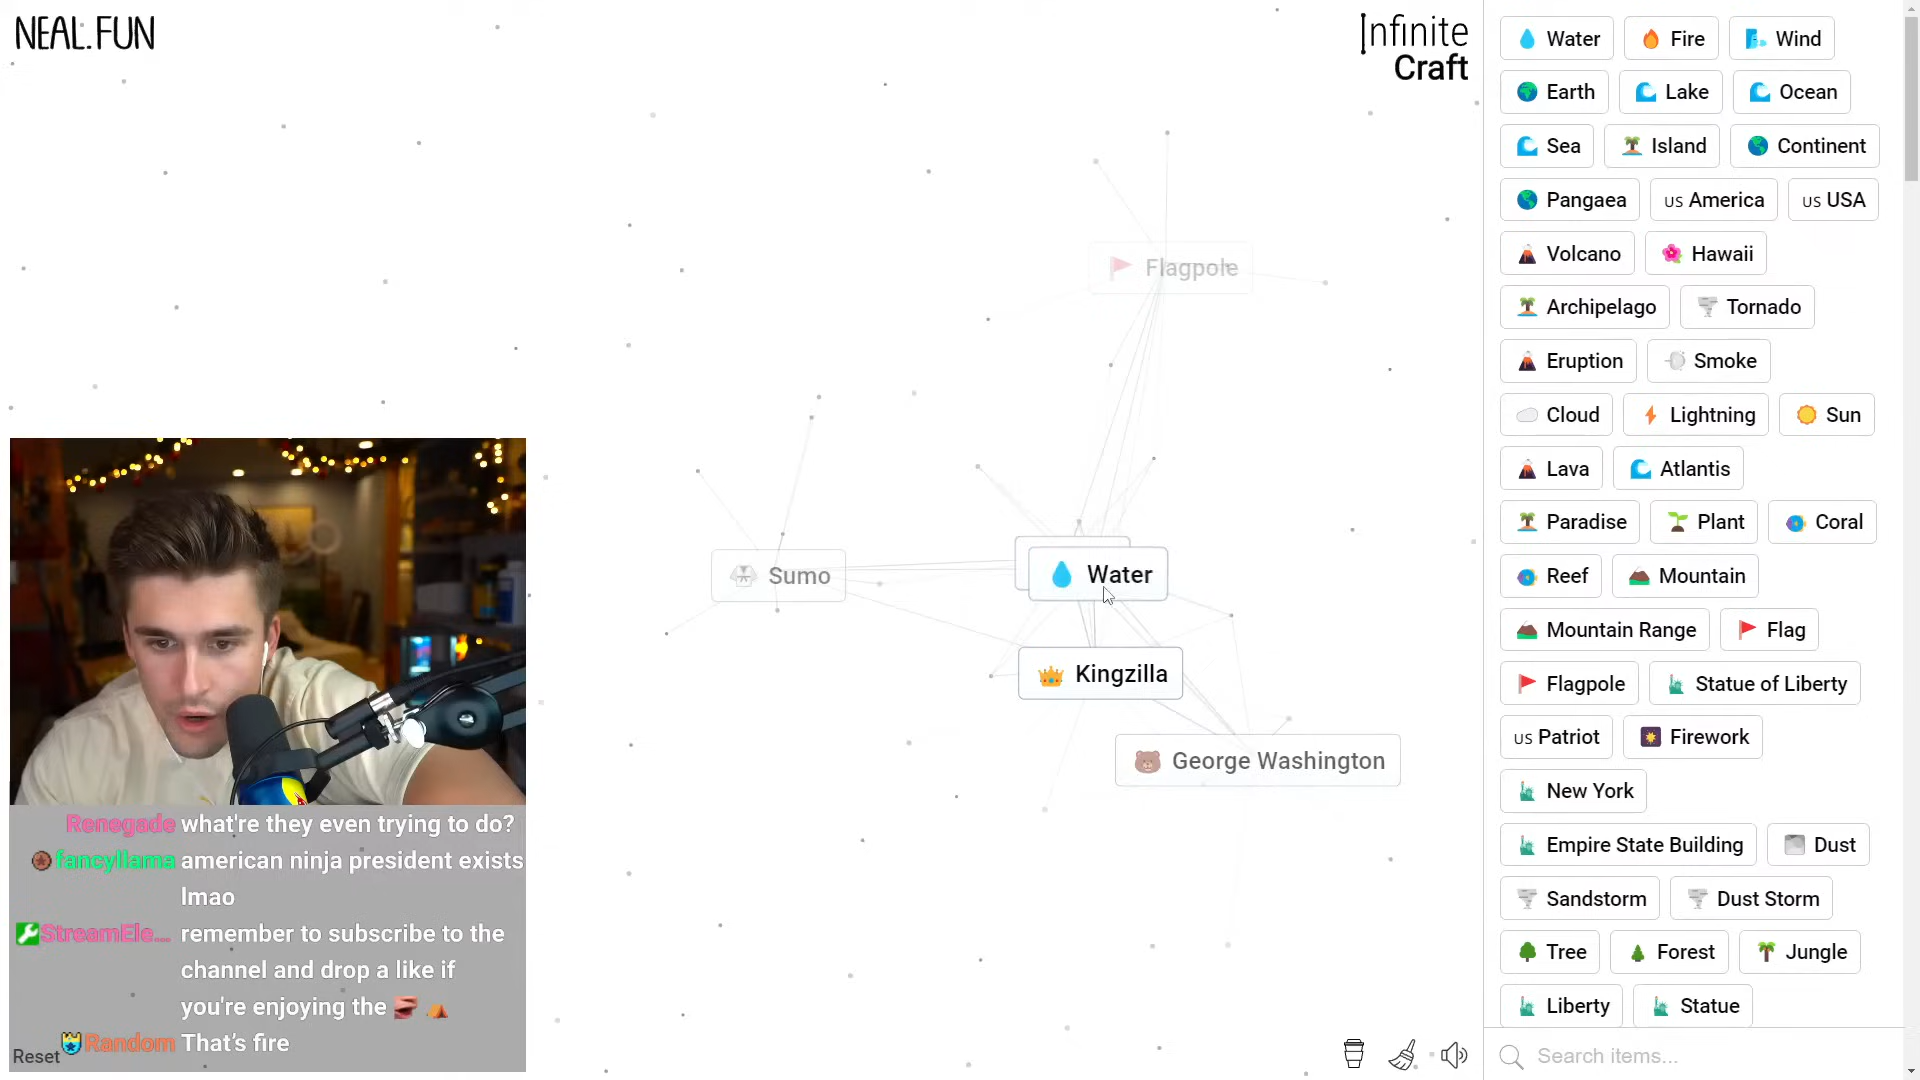 NEAL.FUN
Infinite
Craft
Flagpole
Sumo
Water
Kingzilla
George Washington
Renegade what're they even trying to do?
fancyllama american ninja president exists
lmao
StreamEle... remember to subscribe to the
channel and drop a like if
you're enjoying the
Random That's fire
Reset
Water Fire Wind
Earth Lake Ocean
Sea Island Continent
Pangaea US America US USA
Volcano Hawaii
Archipelago Tornado
Eruption Smoke
Cloud Lightning Sun
Lava Atlantis
Paradise Plant Coral
Reef Mountain
Mountain Range Flag
Flagpole Statue of Liberty
US Patriot Firework
New York
Empire State Building Dust
Sandstorm Dust Storm
Tree Forest Jungle
Liberty Statue
Search items...